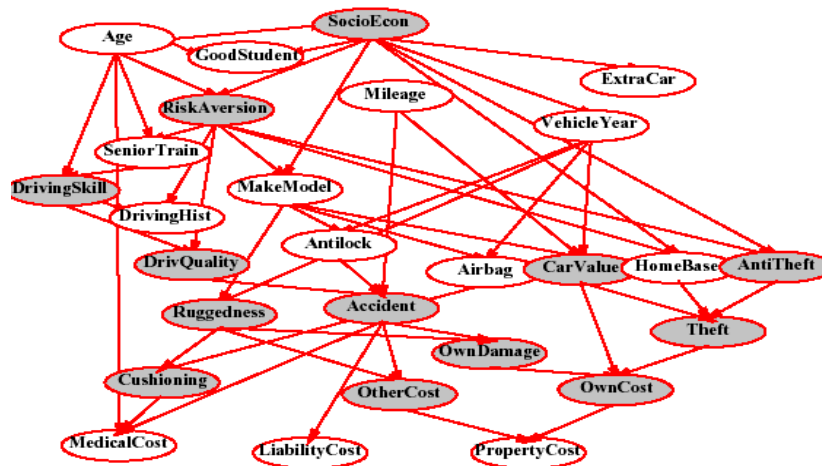 SocioEcon
Age
GoodStudent
ExtraCar
Mileage
RiskAversion
VehicleYear
SeniorTrain
DrivingSkill
MakeModel
DrivingHist
Antilock
DrivQuality
Airbag
CarValue
HomeBase
AntiTheft
Ruggedness
Accident
Theft
OwnDamage
Cushioning
OtherCost
OwnCost
MedicalCost
LiabilityCost
PropertyCost